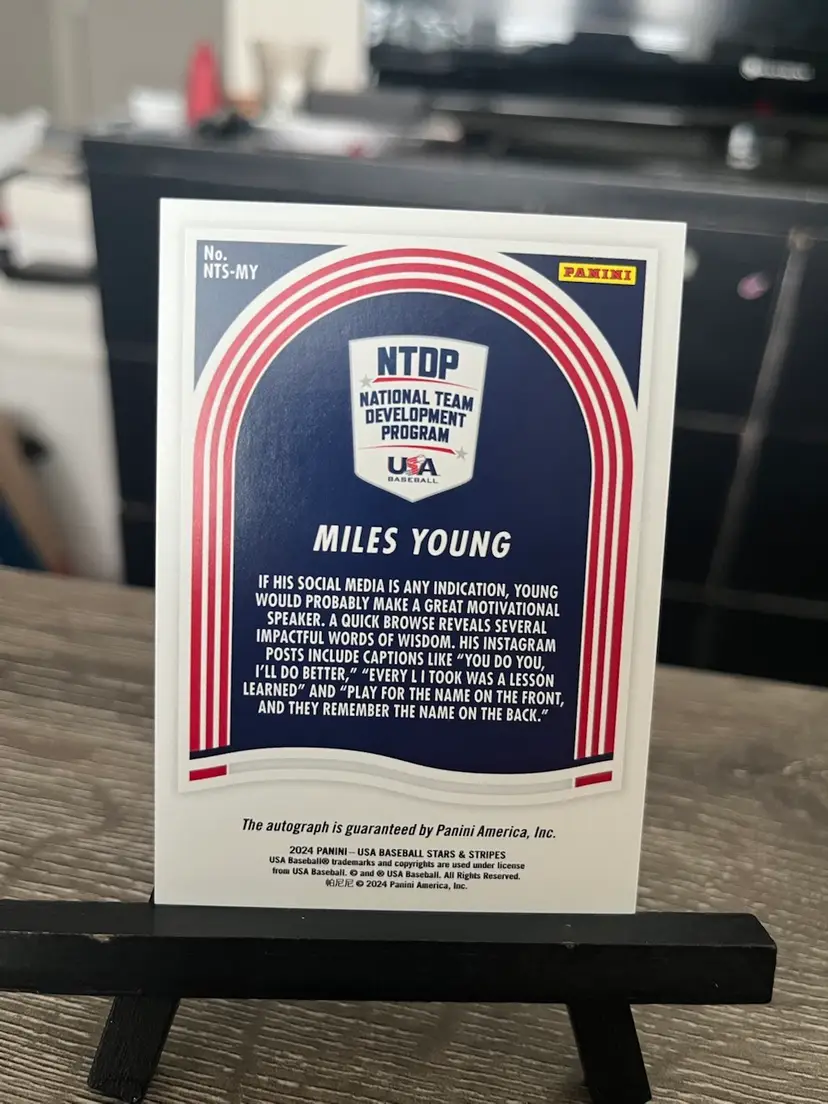 No.
NTS-MY
PANINI
NTDP
NATIONAL TEAM
DEVELOPMENT
PROGRAM
USA
BASEBALL
MILES YOUNG
IF HIS SOCIAL MEDIA IS ANY INDICATION, YOUNG
WOULD PROBABLY MAKE A GREAT MOTIVATIONAL
SPEAKER. A QUICK BROWSE REVEALS SEVERAL
IMPACTFUL WORDS OF WISDOM. HIS INSTAGRAM
POSTS INCLUDE CAPTIONS LIKE “YOU DO YOU,
I’LL DO BETTER,” “EVERY L I TOOK WAS A LESSON
LEARNED” AND “PLAY FOR THE NAME ON THE FRONT,
AND THEY REMEMBER THE NAME ON THE BACK.”
The autograph is guaranteed by Panini America, Inc.
2024 PANINI – USA BASEBALL STARS & STRIPES
USA Baseball® trademarks and copyrights are used under license
from USA Baseball. © and ® USA Baseball. All Rights Reserved.
帕尼尼 © 2024 Panini America, Inc.